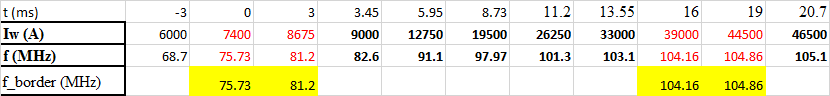 t (ms) -3 0 3 3.45 5.95 8.73 11.2 13.55 16 19 20.7
Iw (A) 6000 7400 8675 9000 12750 19500 26250 33000 39000 44500 46500
f (MHz) 68.7 75.73 81.2 82.6 91.1 97.97 101.3 103.1 104.16 104.86 105.1
f_border (MHz) 75.73 81.2 104.16 104.86